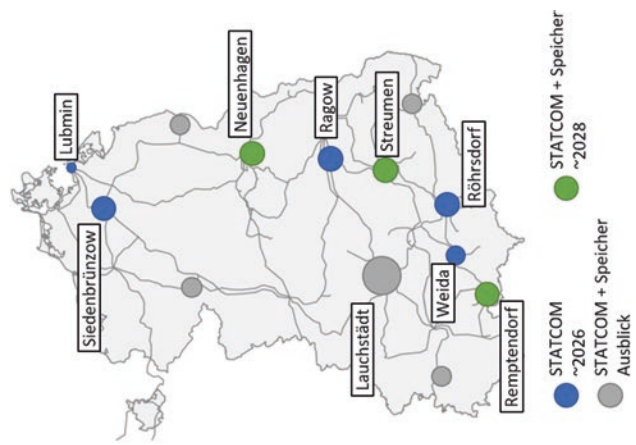 Lubmin
Siedenbrünzow
Neuenhagen
Ragow
Streumen
Lauchstädt
Röhrsdorf
Weida
Remptendorf
STATCOM
~2026
STATCOM + Speicher
~2028
STATCOM + Speicher
Ausblick